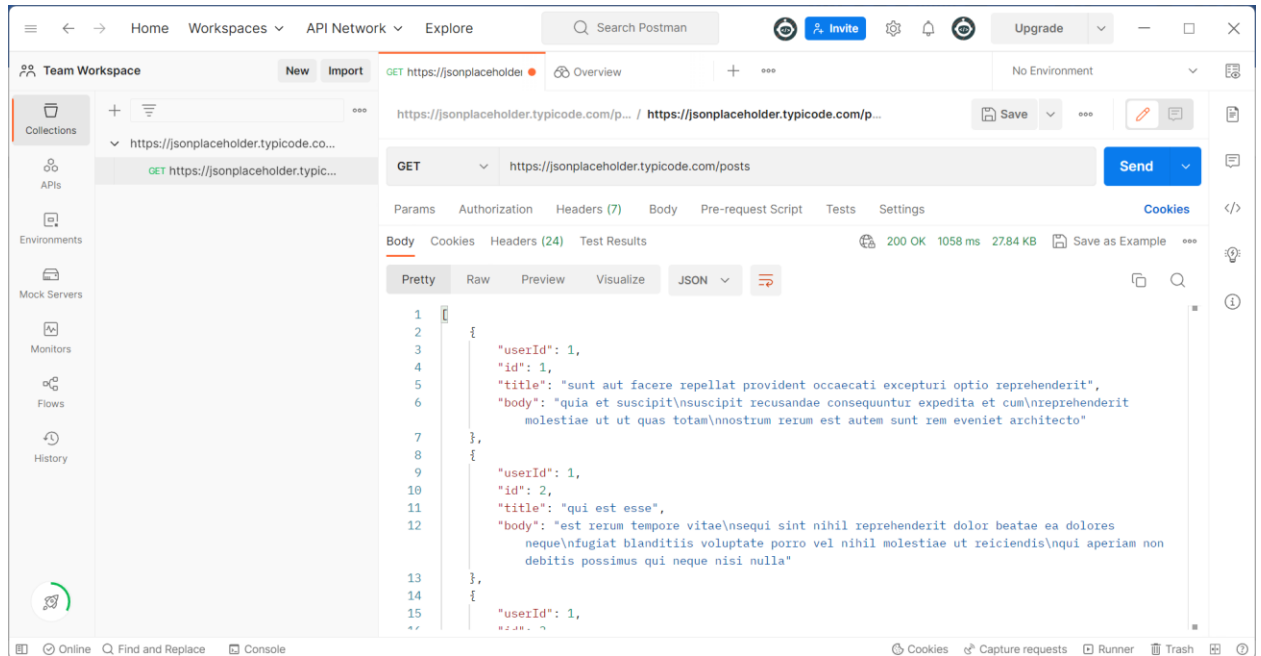 Home Workspaces API Network Explore Search Postman Invite Upgrade
Team Workspace New Import GET https://jsonplaceholder Overview No Environment
Collections
https://jsonplaceholder.typicode.com/p... / https://jsonplaceholder.typicode.com/p... Save
https://jsonplaceholder.typicode.co...
GET https://jsonplaceholder.typic...
GET https://jsonplaceholder.typicode.com/posts Send
APIs
Params Authorization Headers (7) Body Pre-request Script Tests Settings Cookies
Environments
Body Cookies Headers (24) Test Results 200 OK 1058 ms 27.84 KB Save as Example
Pretty Raw Preview Visualize JSON
Mock Servers
Monitors
Flows
History
1 [
2 {
3 "userId": 1,
4 "id": 1,
5 "title": "sunt aut facere repellat provident occaecati excepturi optio reprehenderit",
6 "body": "quia et suscipit\nsuscipit recusandae consequuntur expedita et cum\nreprehenderit
molestiae ut ut quas totam\nnostrum rerum est autem sunt rem eveniet architecto"
7 },
8 {
9 "userId": 1,
10 "id": 2,
11 "title": "qui est esse",
12 "body": "est rerum tempore vitae\nsequi sint nihil reprehenderit dolor beatae ea dolores
neque\nfugiat blanditiis voluptate porro vel nihil molestiae ut reiciendis\nqui aperiam non
debitis possimus qui neque nisi nulla"
13 },
14 {
15 "userId": 1,
Online Find and Replace Console Cookies Capture requests Runner Trash